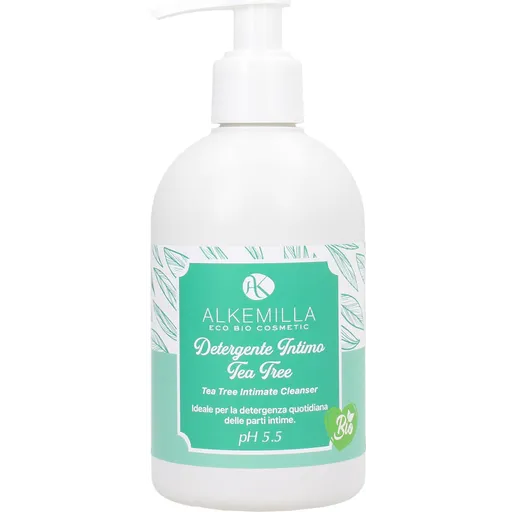 AK
ALKEMILLA
ECO BIO COSMETIC
Detergente Intimo
Tea Tree
Tea Tree Intimate Cleanser
Ideale per la detergenza quotidiana
delle parti intime.
pH 5.5
Bio